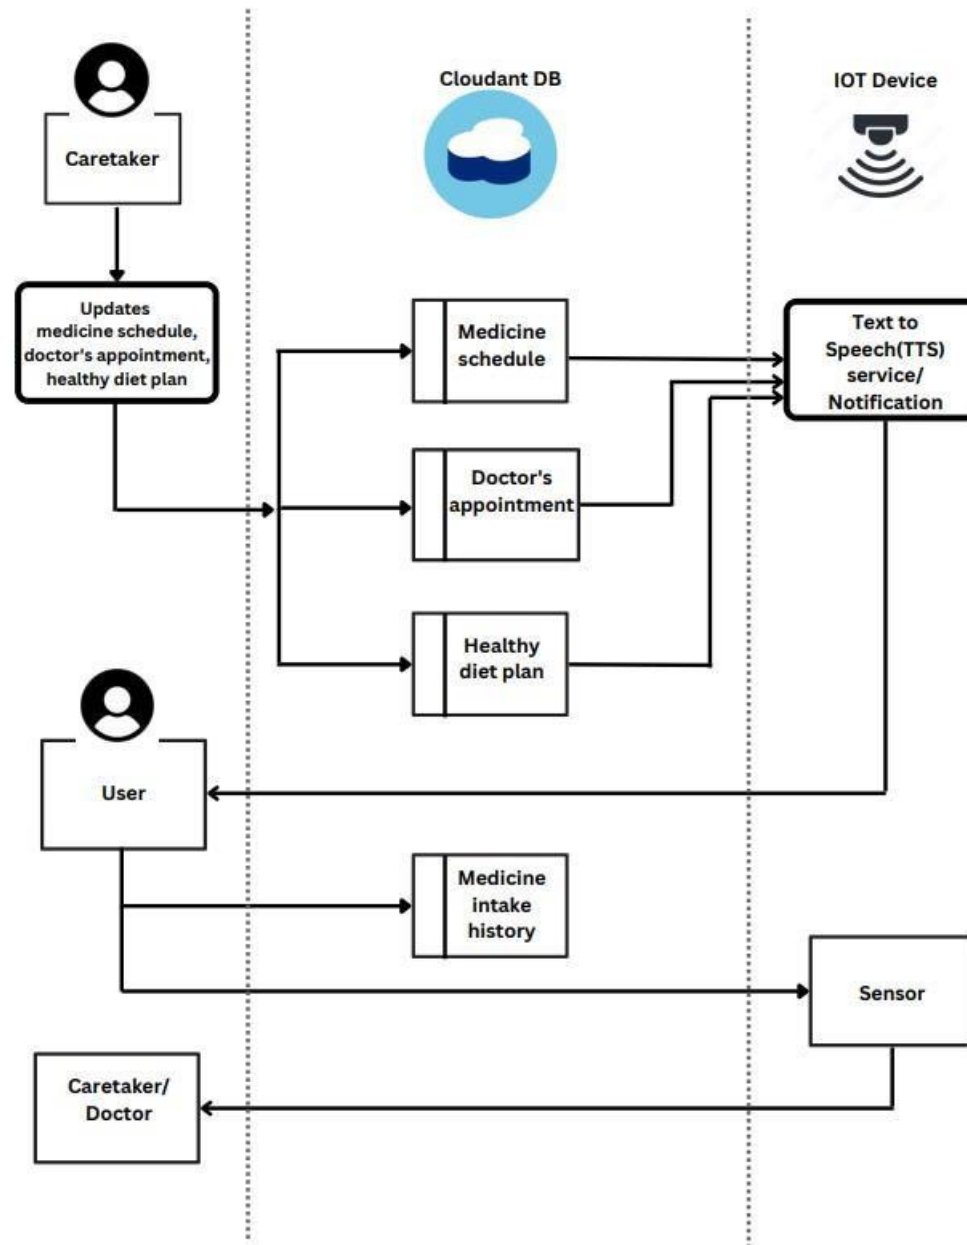 Cloudant DB
IOT Device
Caretaker
Updates
medicine schedule,
doctor's appointment,
healthy diet plan
Medicine
schedule
Text to
Speech(TTS)
service/
Notification
Doctor's
appointment
Healthy
diet plan
User
Medicine
intake
history
Sensor
Caretaker/
Doctor